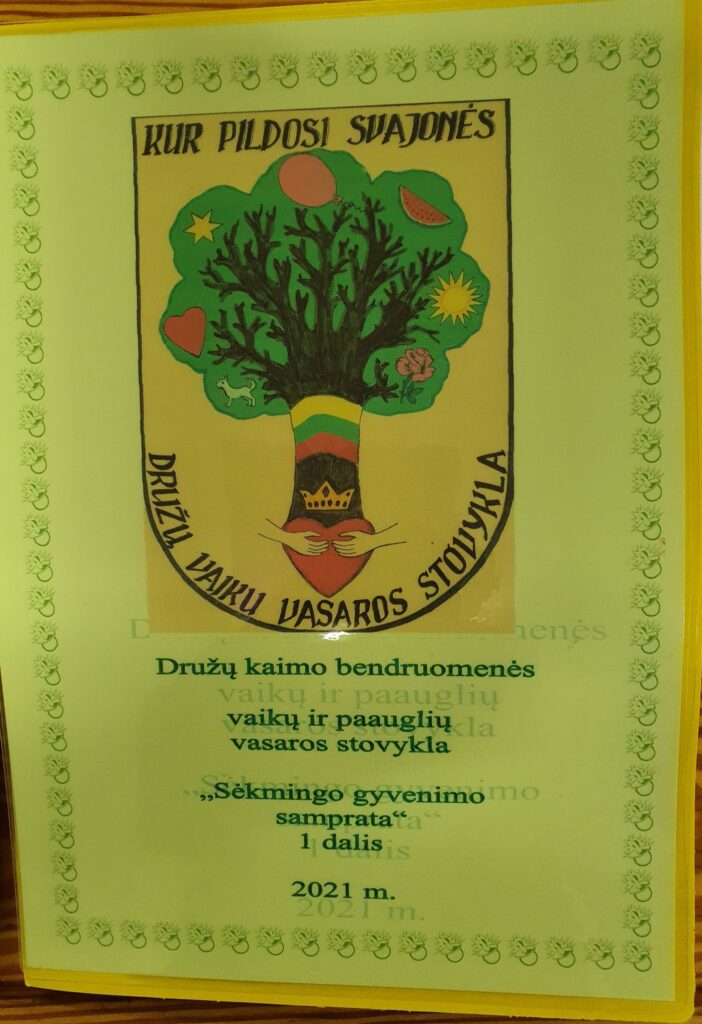 KUR PILDOSI SVAJONĖS
DRUŽŲ, VAIKŲ VASAROS STOVYKLA
Družų kaimo bendruomenės
vaikų ir paauglių
vasaros stovykla
„Sėkmingo gyvenimo
samprata“
1 dalis
2021 m.